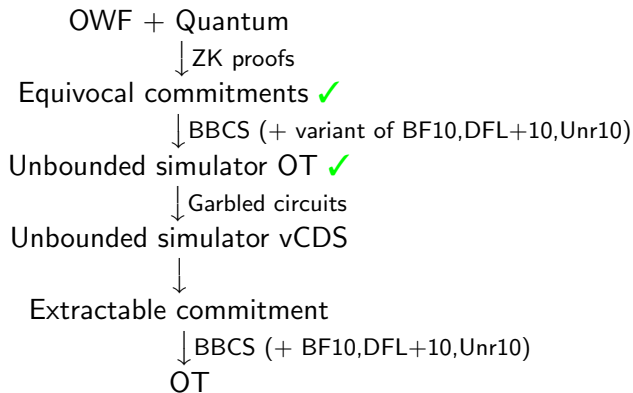 OWF + Quantum
ZK proofs
Equivocal commitments ✓
BBCS (+ variant of BF10,DFL+10,Unr10)
Unbounded simulator OT ✓
Garbled circuits
Unbounded simulator vCDS
Extractable commitment
BBCS (+ BF10,DFL+10,Unr10)
OT